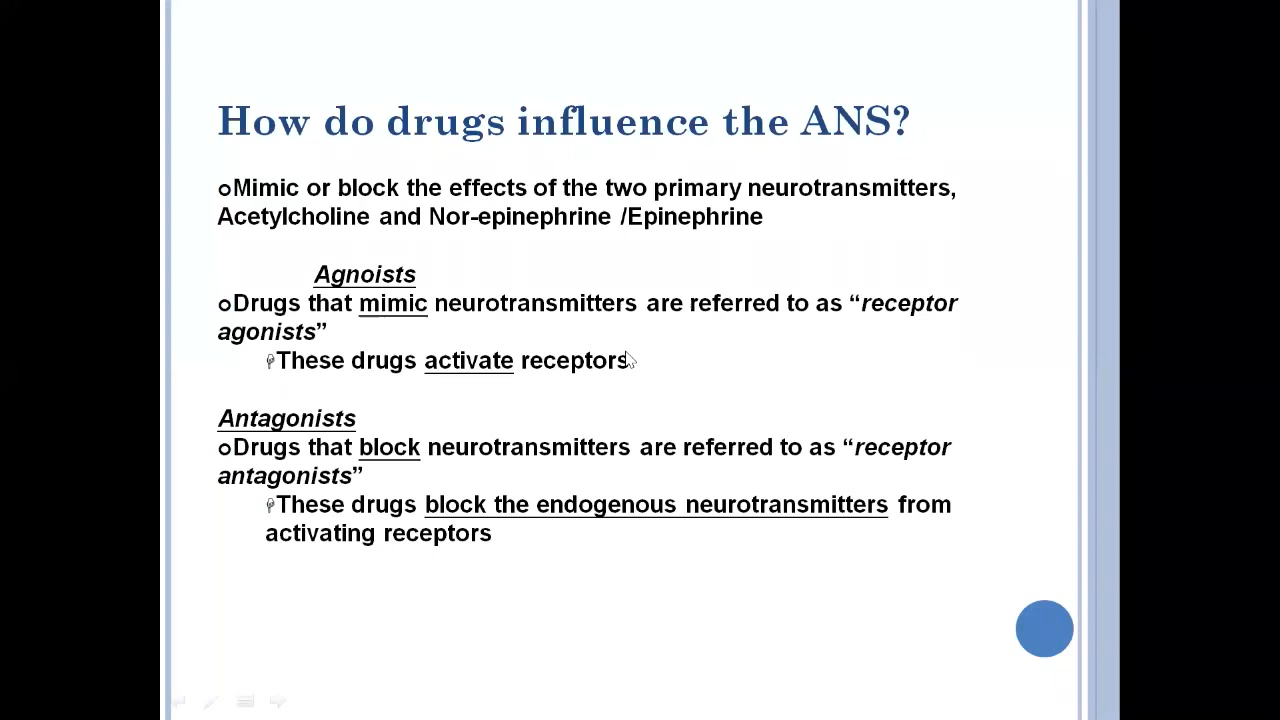 How do drugs influence the ANS?
Mimic or block the effects of the two primary neurotransmitters,
Acetylcholine and Nor-epinephrine /Epinephrine
Agnoists
Drugs that mimic neurotransmitters are referred to as “receptor
agonists”
These drugs activate receptors
Antagonists
Drugs that block neurotransmitters are referred to as “receptor
antagonists”
These drugs block the endogenous neurotransmitters from
activating receptors